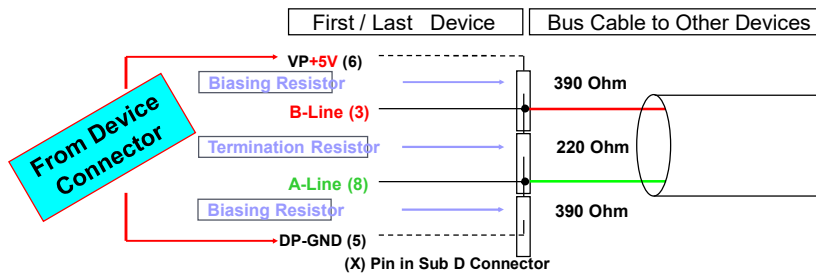 First / Last   Device
Bus Cable to Other Devices
VP+5V (6)
Biasing Resistor
390 Ohm
B-Line (3)
From Device
Connector
Termination Resistor
220 Ohm
A-Line (8)
Biasing Resistor
390 Ohm
DP-GND (5)
(X) Pin in Sub D Connector